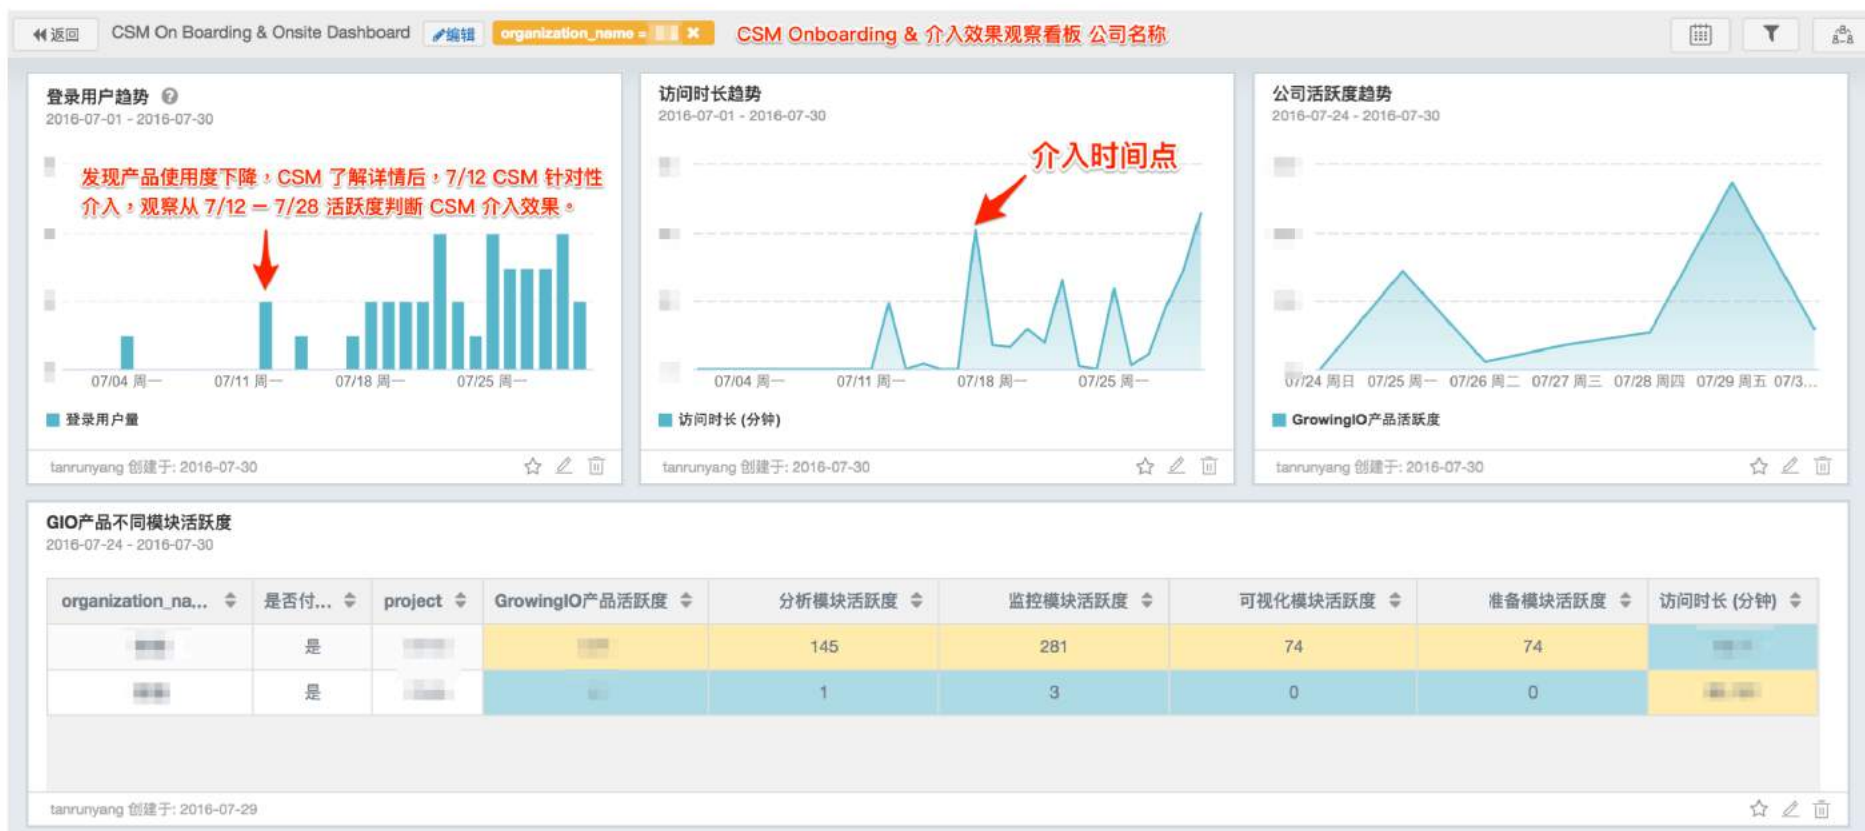 返回 CSM On Boarding & Onsite Dashboard 编辑 organization_name = ✖ CSM Onboarding & 介入效果观察看板 公司名称
登录用户趋势 ?
2016-07-01 - 2016-07-30
发现产品使用度下降，CSM 了解详情后，7/12 CSM 针对性
介入，观察从 7/12 — 7/28 活跃度判断 CSM 介入效果。
07/04 周一 07/11 周一 07/18 周一 07/25 周一
登录用户量
tanrunyang 创建于: 2016-07-30
访问时长趋势
2016-07-01 - 2016-07-30
介入时间点
07/04 周一 07/11 周一 07/18 周一 07/25 周一
访问时长 (分钟)
tanrunyang 创建于: 2016-07-30
公司活跃度趋势
2016-07-24 - 2016-07-30
07/24 周日 07/25 周一 07/26 周二 07/27 周三 07/28 周四 07/29 周五 07/3...
GrowingIO产品活跃度
tanrunyang 创建于: 2016-07-30
GIO产品不同模块活跃度
2016-07-24 - 2016-07-30
organization_na... 是否付... project GrowingIO产品活跃度 分析模块活跃度 监控模块活跃度 可视化模块活跃度 准备模块活跃度 访问时长 (分钟)
是 145 281 74 74
是 1 3 0 0
tanrunyang 创建于: 2016-07-29